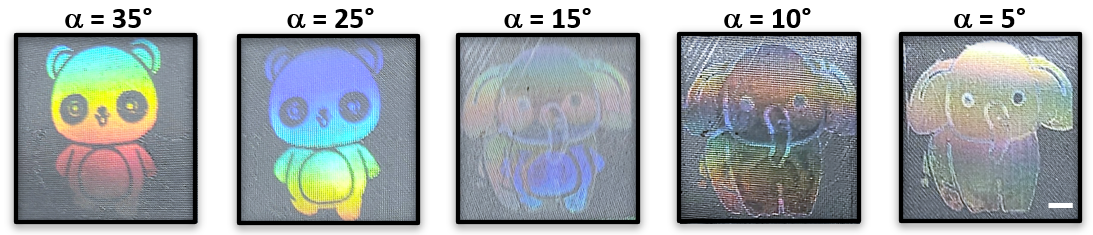 α = 35° α = 25° α = 15° α = 10° α = 5°